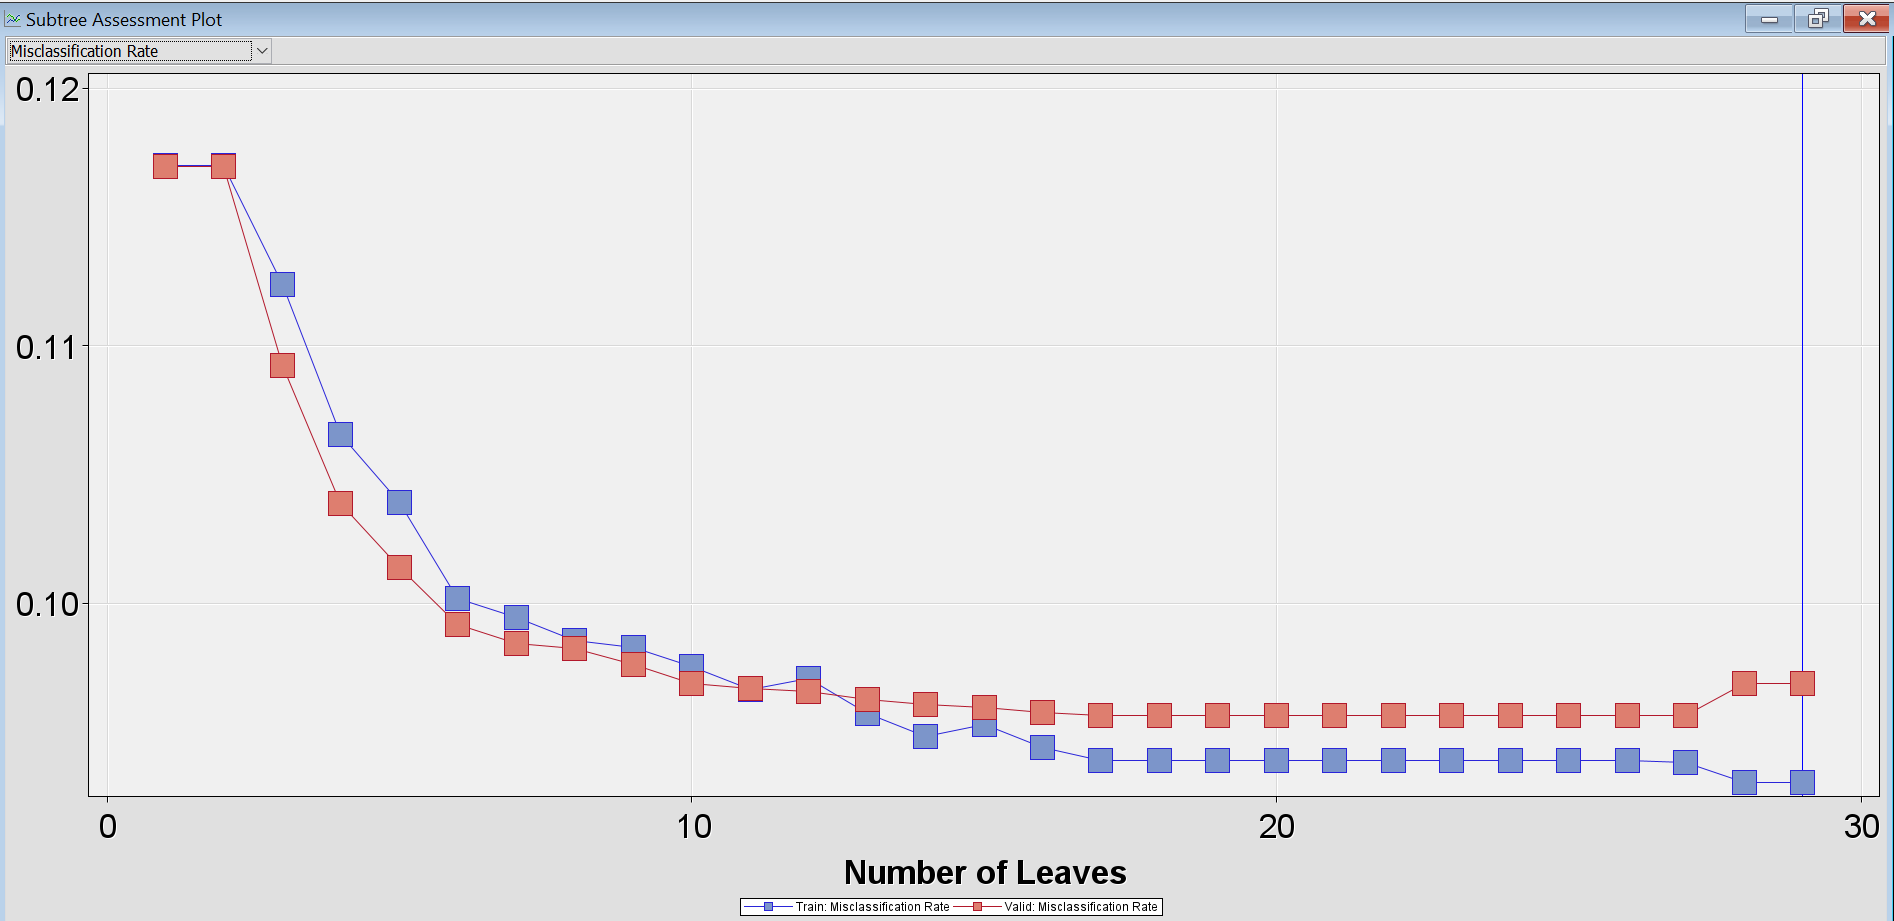 Subtree Assessment Plot
Misclassification Rate
0.12
0.11
0.10
0 10 20 30
Number of Leaves
Train: Misclassification Rate Valid: Misclassification Rate